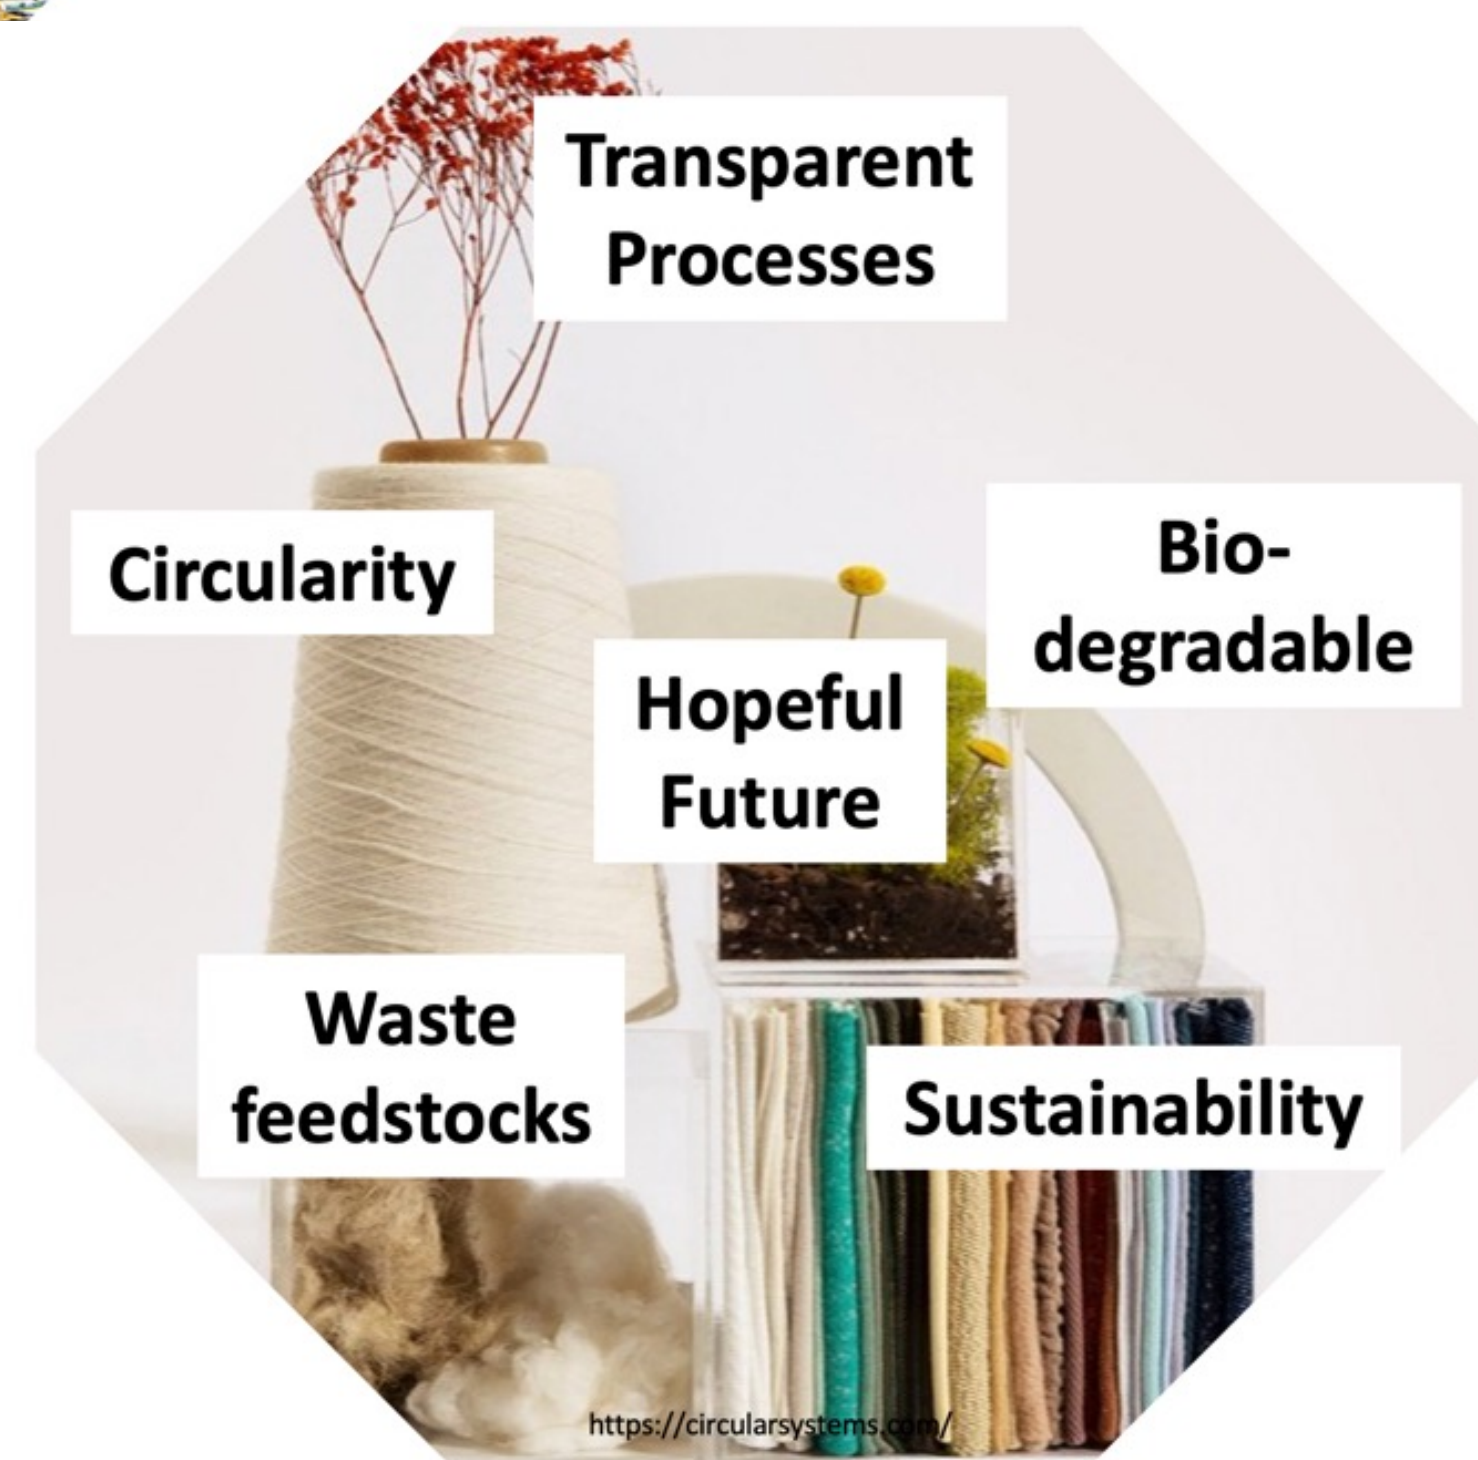 Transparent
Processes
Circularity
Bio-
degradable
Hopeful
Future
Waste
feedstocks
Sustainability
https://circularsystems.com/